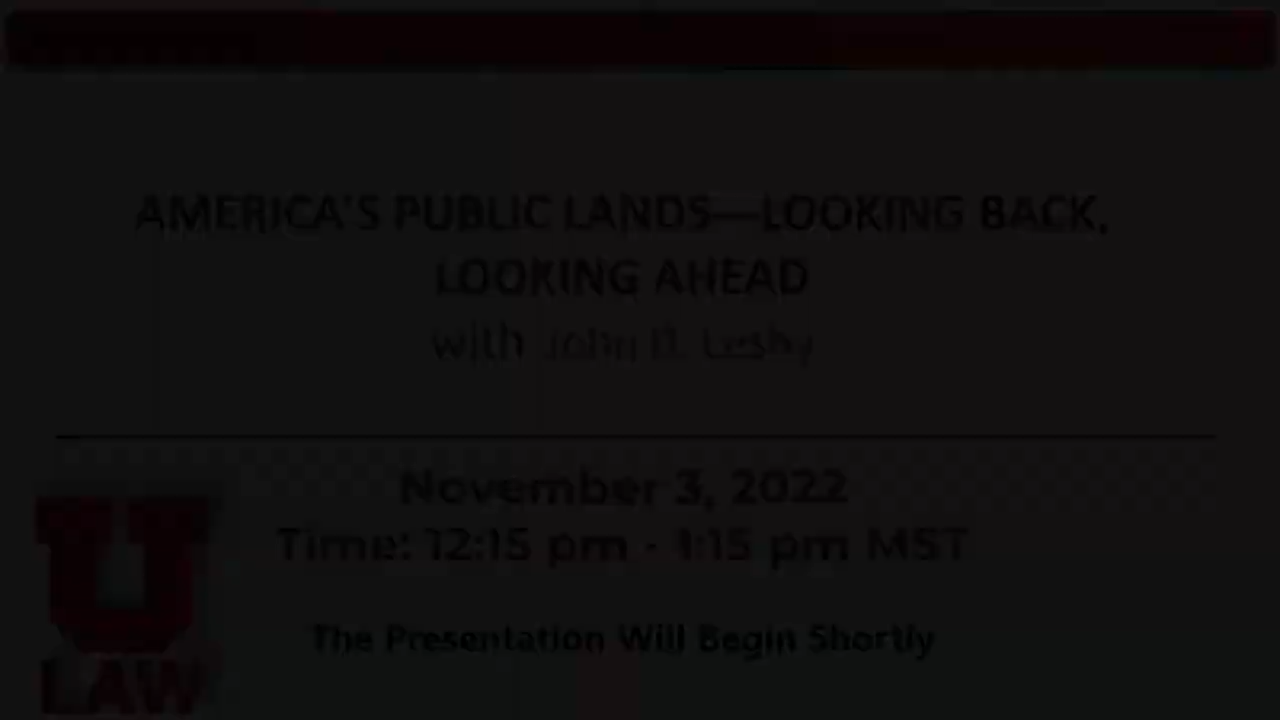 AMERICA'S PUBLIC LANDS—LOOKING BACK,
LOOKING AHEAD
with John D. Leshy
November 3, 2022
Time: 12:15 pm - 1:15 pm MST
The Presentation Will Begin Shortly
U
LAW